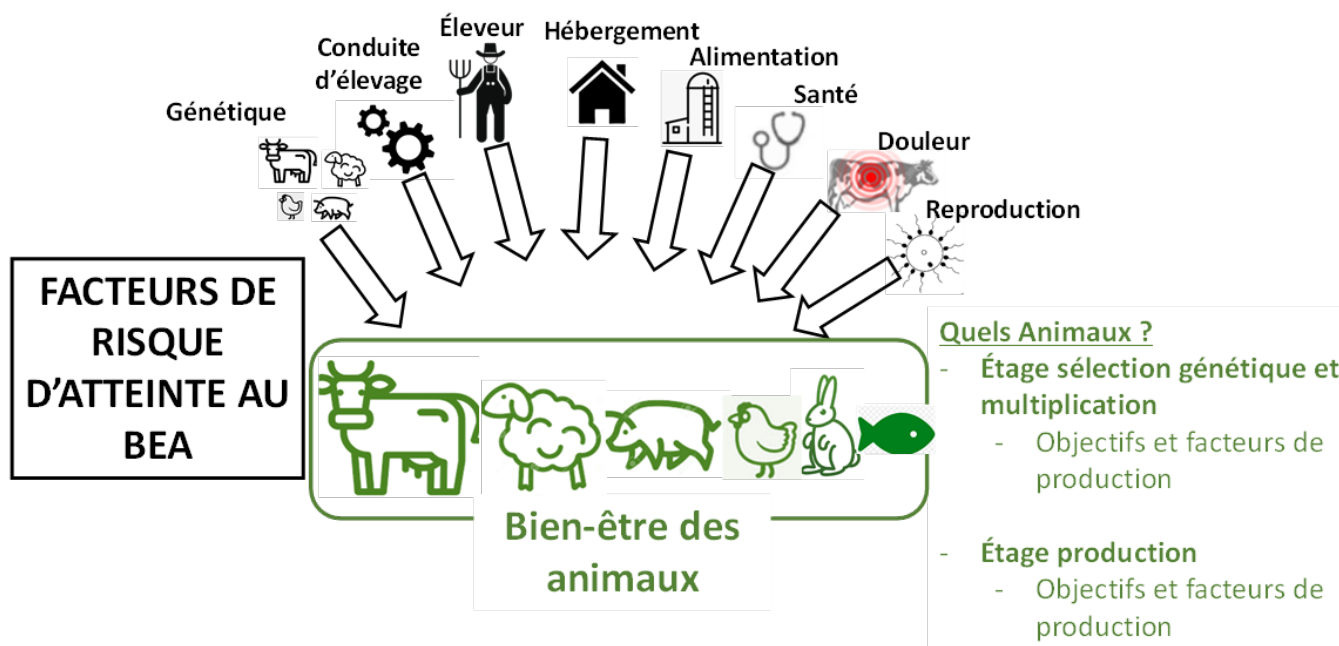 Génétique
Conduite
d'élevage
Éleveur
Hébergement
Alimentation
Santé
Douleur
Reproduction
FACTEURS DE
RISQUE
D'ATTEINTE AU
BEA
Bien-être des
animaux
Quels Animaux ?
- Étage sélection génétique et
multiplication
- Objectifs et facteurs de
production
- Étage production
- Objectifs et facteurs de
production